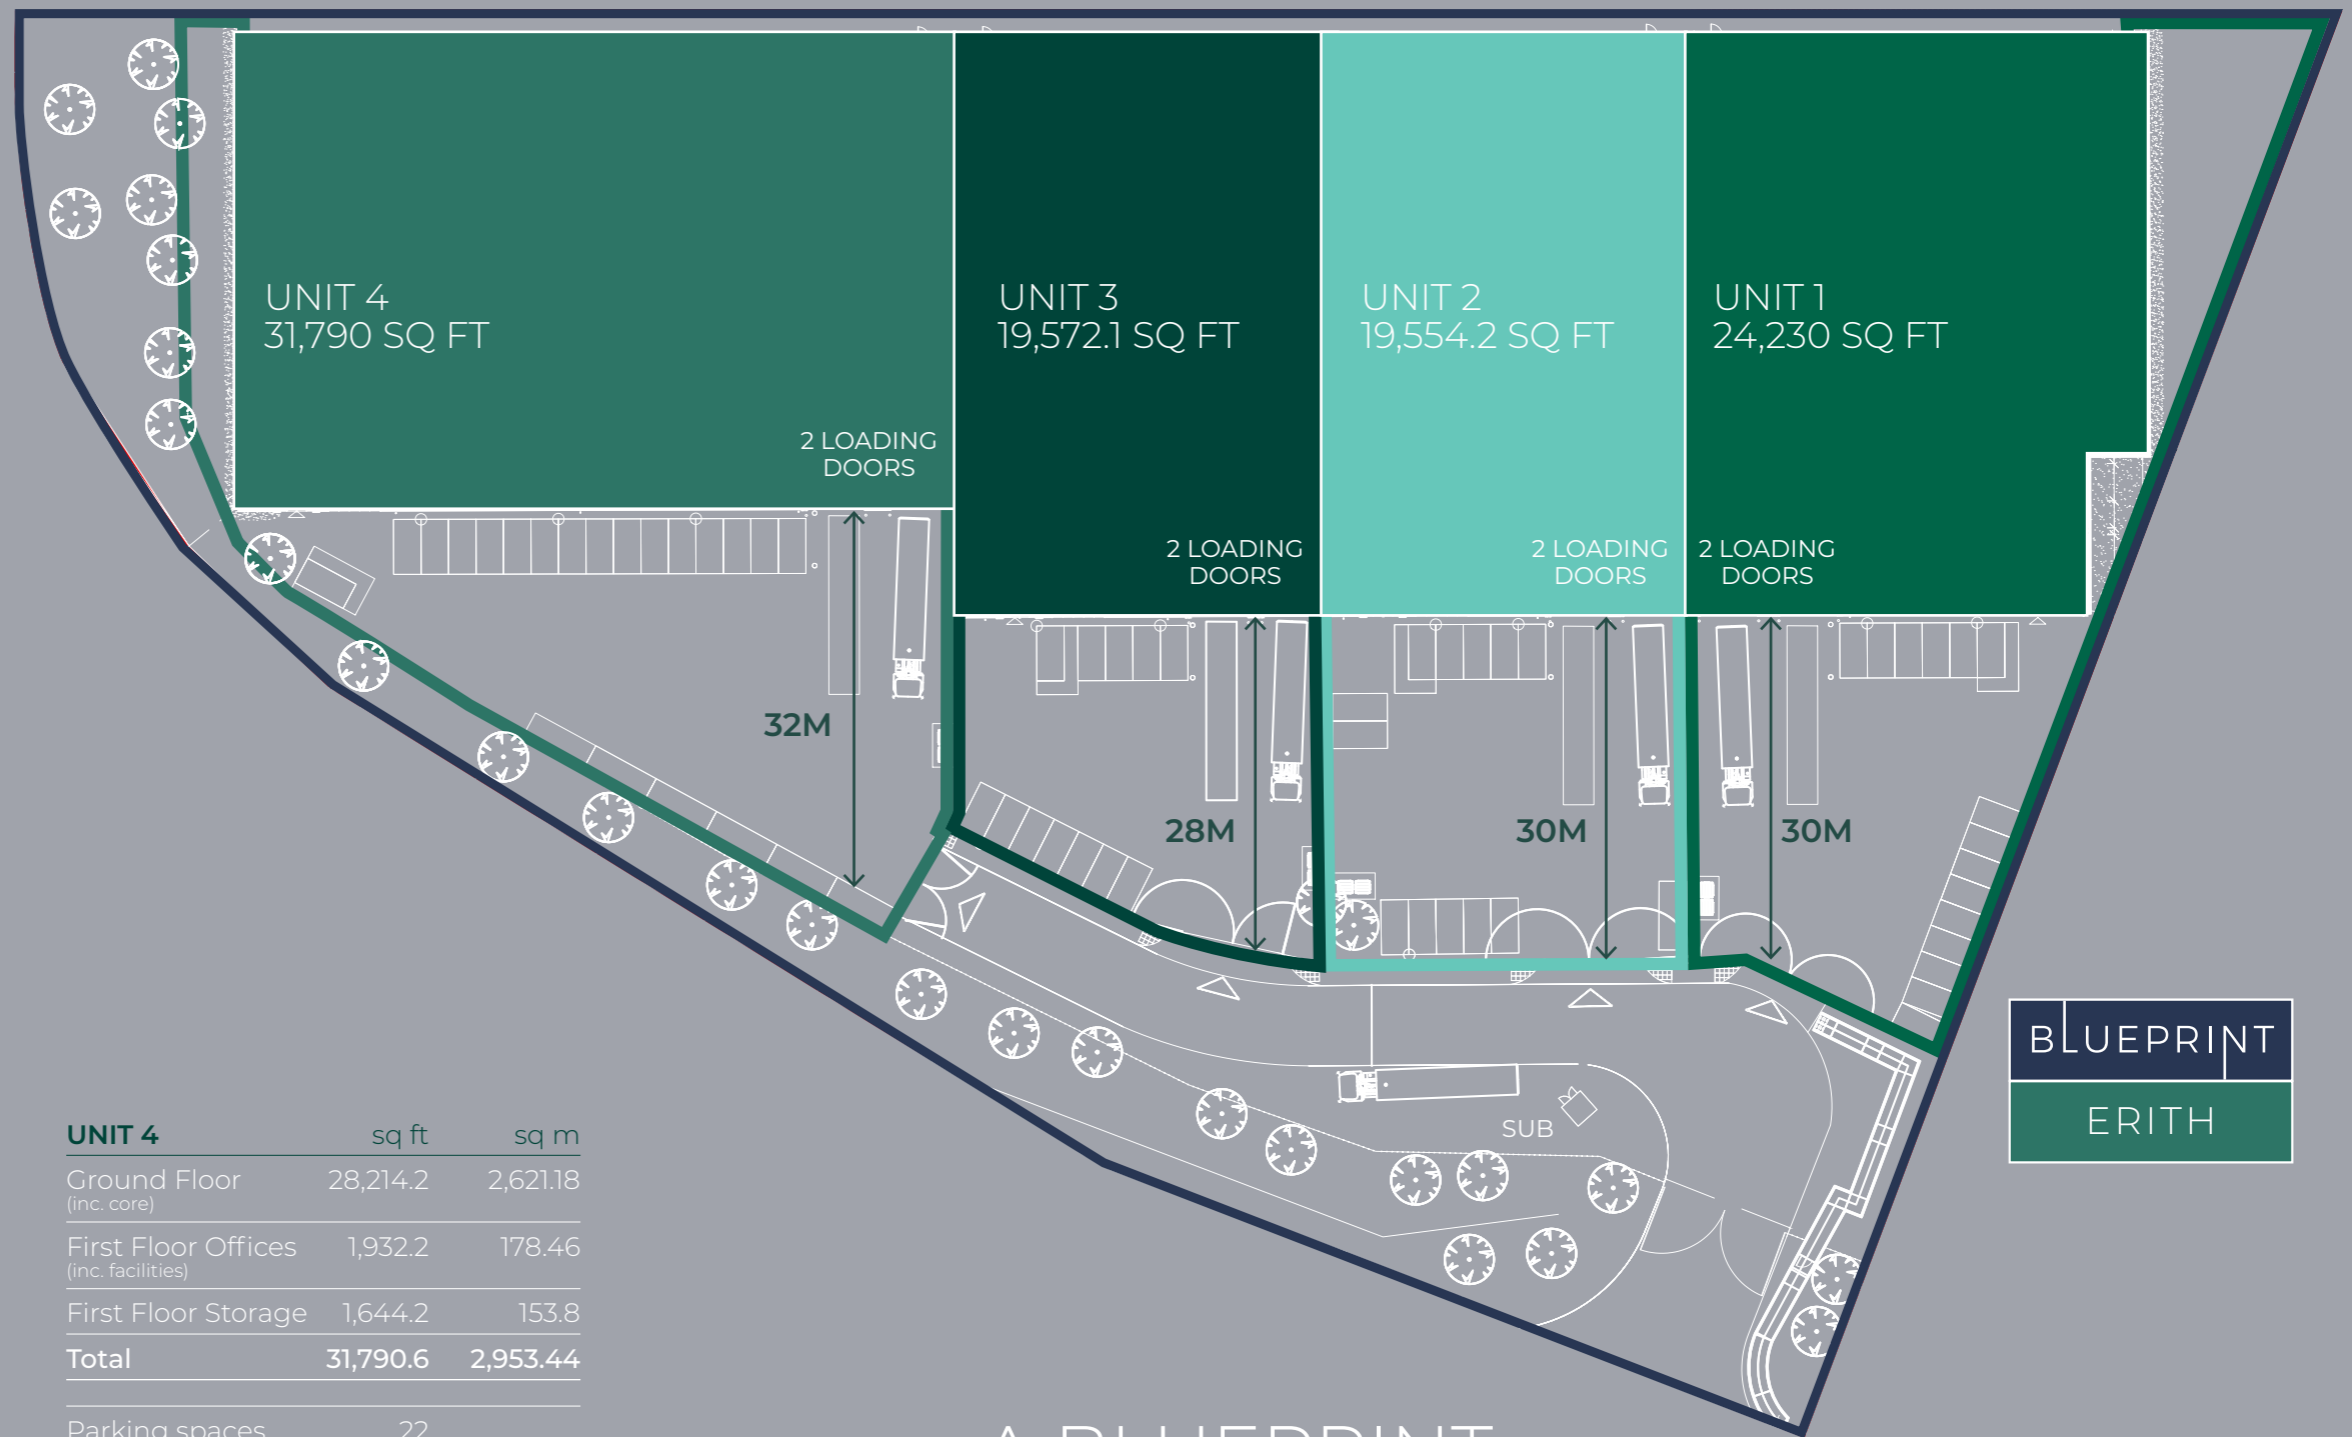 UNIT 4
31,790 SQ FT
2 LOADING
DOORS
UNIT 3
19,572.1 SQ FT
2 LOADING
DOORS
UNIT 2
19,554.2 SQ FT
2 LOADING
DOORS
UNIT 1
24,230 SQ FT
2 LOADING
DOORS
32M
28M
30M
30M
SUB
BLUEPRINT
ERITH
UNIT 4 sq ft sq m
Ground Floor 28,214.2 2,621.18
(inc. core)
First Floor Offices 1,932.2 178.46
(inc. facilities)
First Floor Storage 1,644.2 153.8
Total 31,790.6 2,953.44
Parking spaces 22
A BLUEPRINT